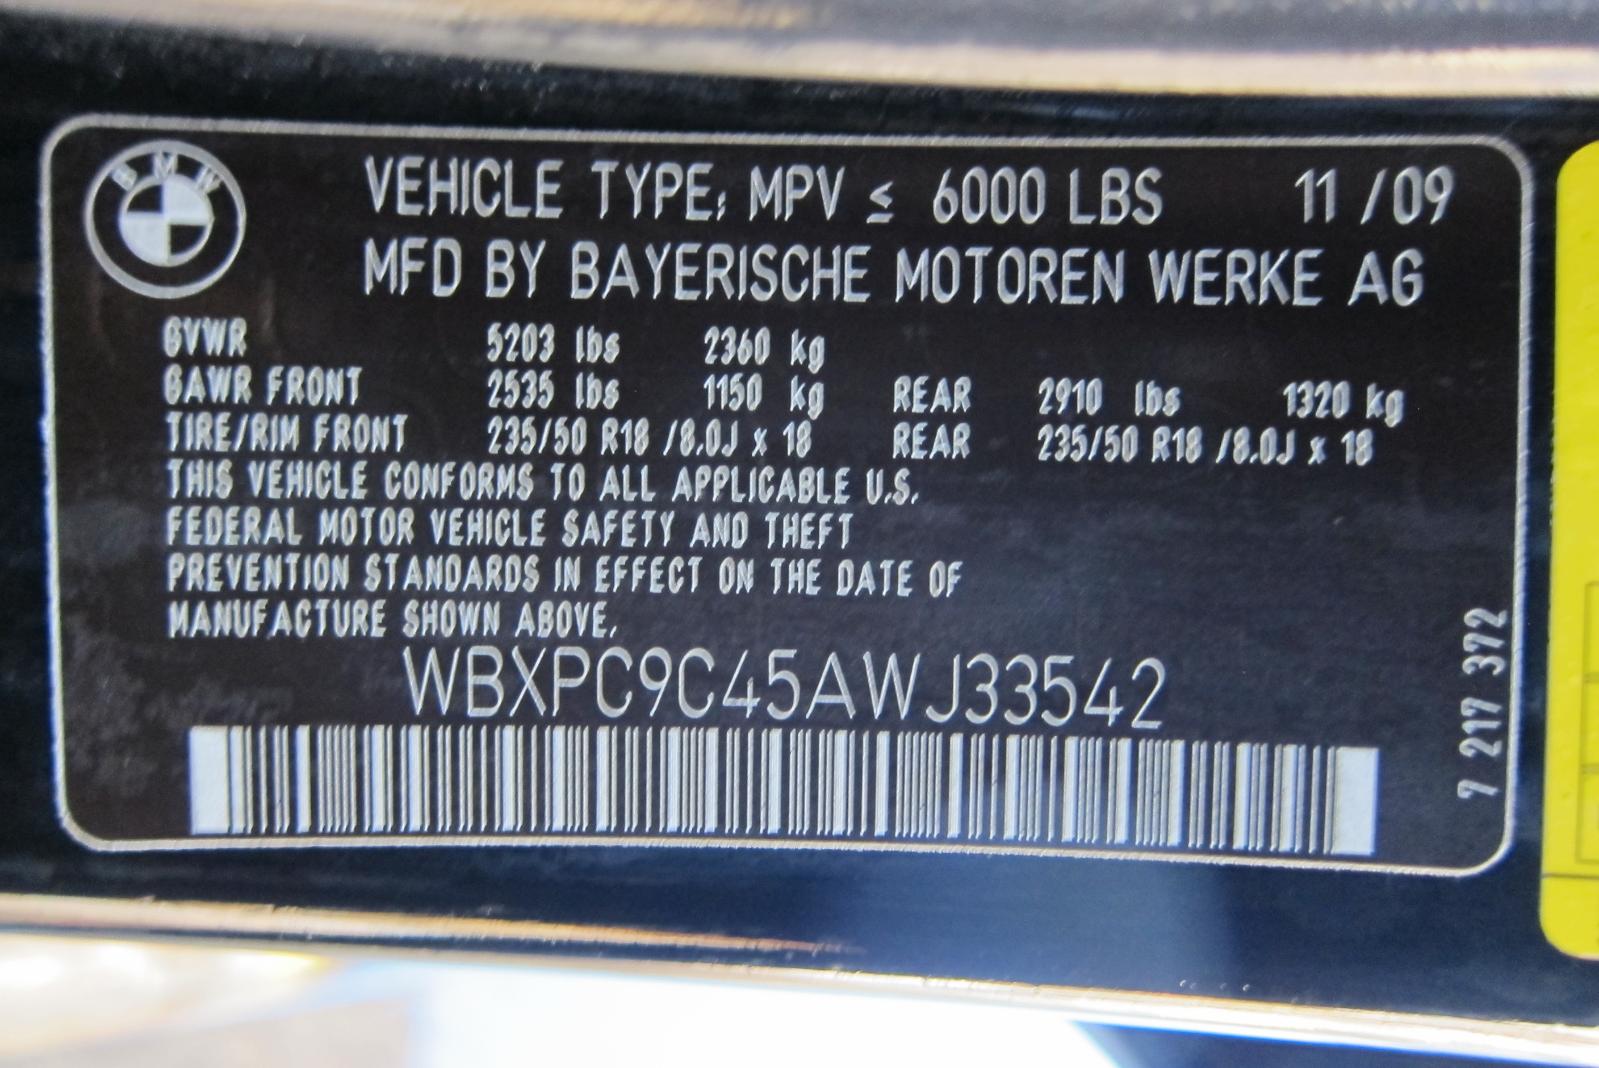 BMW
VEHICLE TYPE: MPV ≤ 6000 LBS 11 /09
MFD BY BAYERISCHE MOTOREN WERKE AG
GVWR 5203 lbs 2360 kg
GAWR FRONT 2535 lbs 1150 kg REAR 2910 lbs 1320 kg
TIRE/RIM FRONT 235/50 R18 /8.0J x 18 REAR 235/50 R18 /8.0J x 18
THIS VEHICLE CONFORMS TO ALL APPLICABLE U.S.
FEDERAL MOTOR VEHICLE SAFETY AND THEFT
PREVENTION STANDARDS IN EFFECT ON THE DATE OF
MANUFACTURE SHOWN ABOVE.
WBXPC9C45AWJ33542
7 217 372